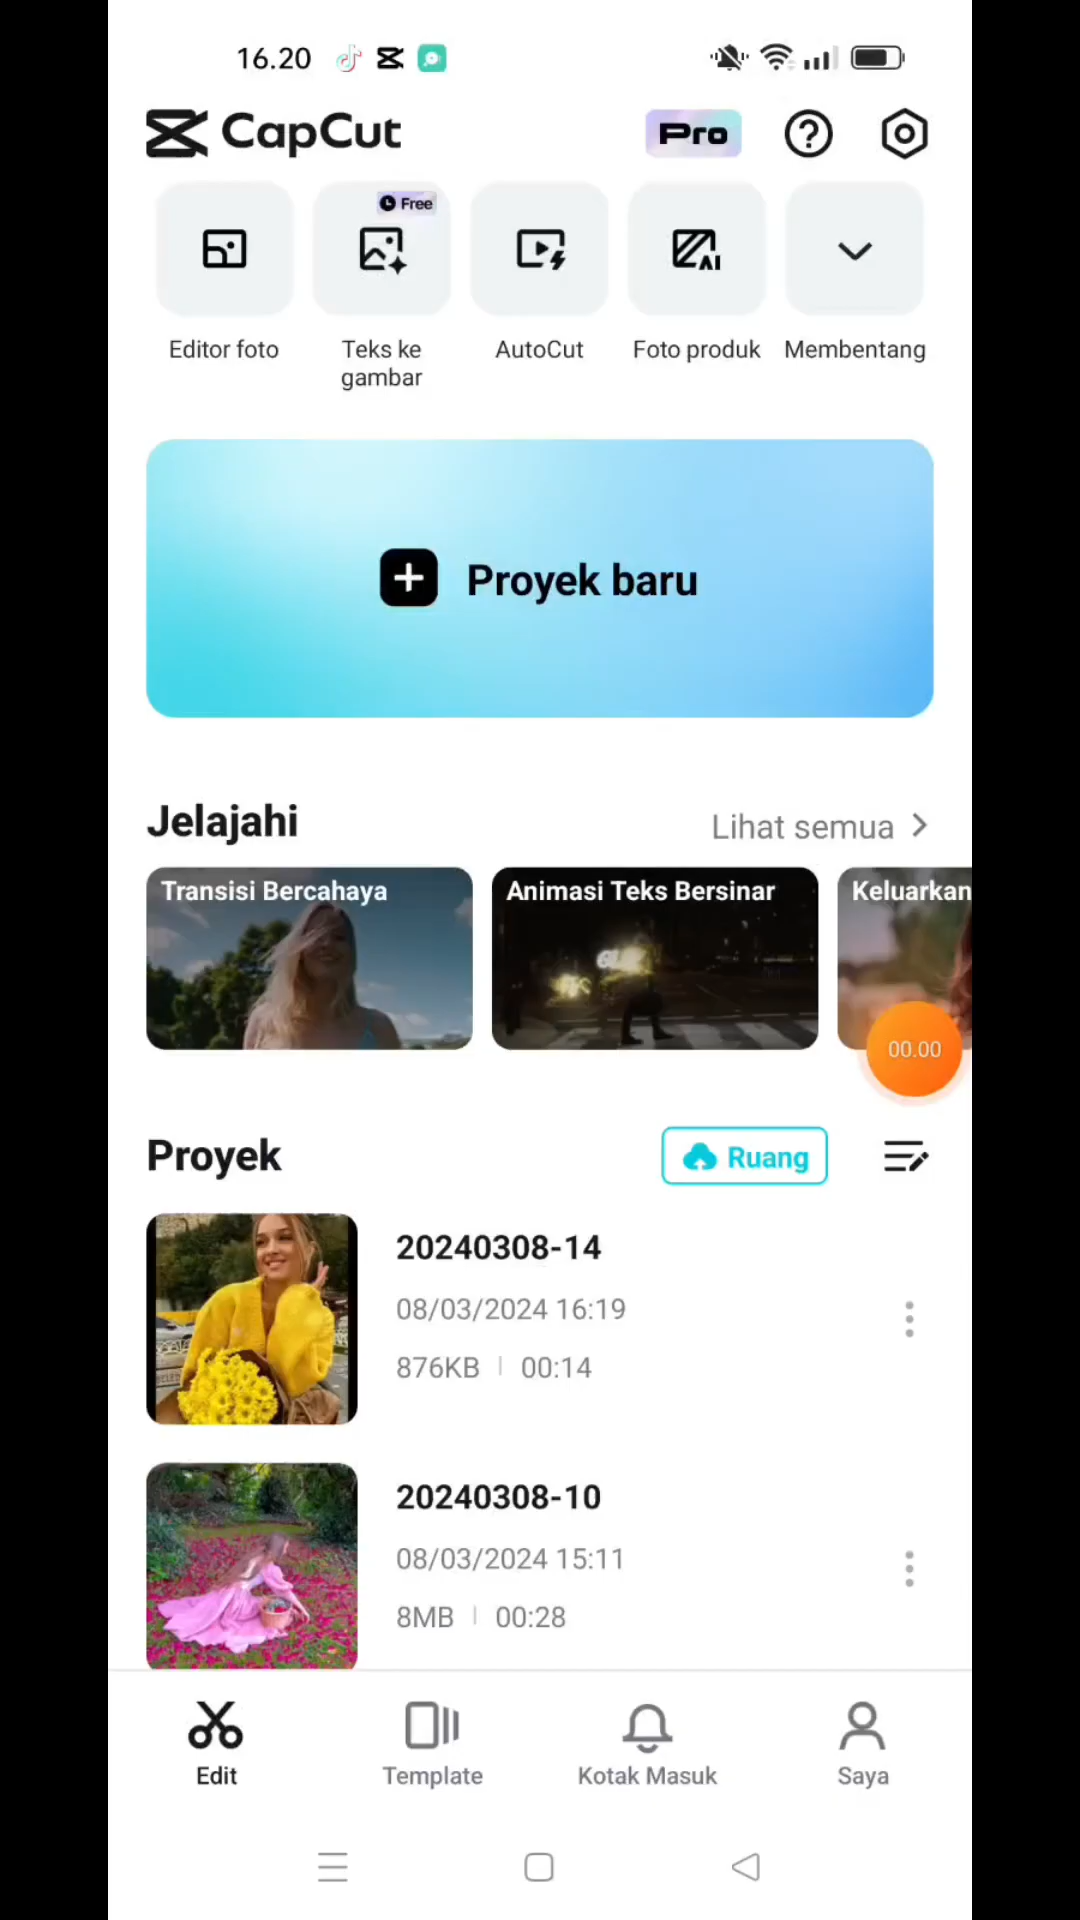 16.20
CapCut
Pro
Free
Editor foto
Teks ke
gambar
AutoCut
Foto produk
AI
Membentang
Proyek baru
Jelajahi
Lihat semua
Transisi Bercahaya
Animasi Teks Bersinar
Keluarkan
00.00
Proyek
Ruang
20240308-14
08/03/2024 16:19
876KB
00:14
20240308-10
08/03/2024 15:11
8MB
00:28
Edit
Template
Kotak Masuk
Saya